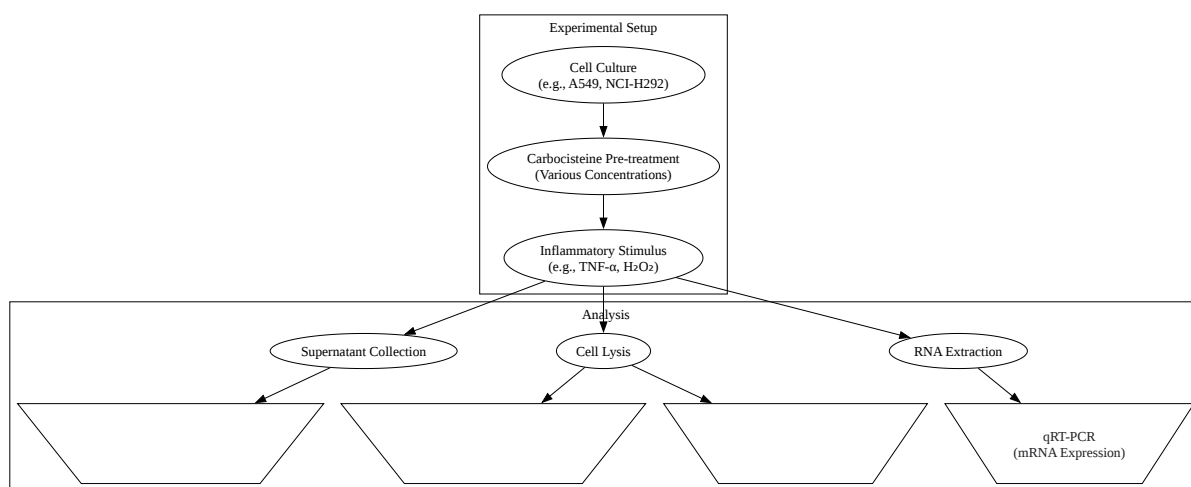 Experimental Setup
Cell Culture
(e.g., A549, NCI-H292)
Carbocisteine Pre-treatment
(Various Concentrations)
Inflammatory Stimulus
(e.g., TNF-α, H₂O₂)
Analysis
Supernatant Collection
Cell Lysis
RNA Extraction
qRT-PCR
(mRNA Expression)